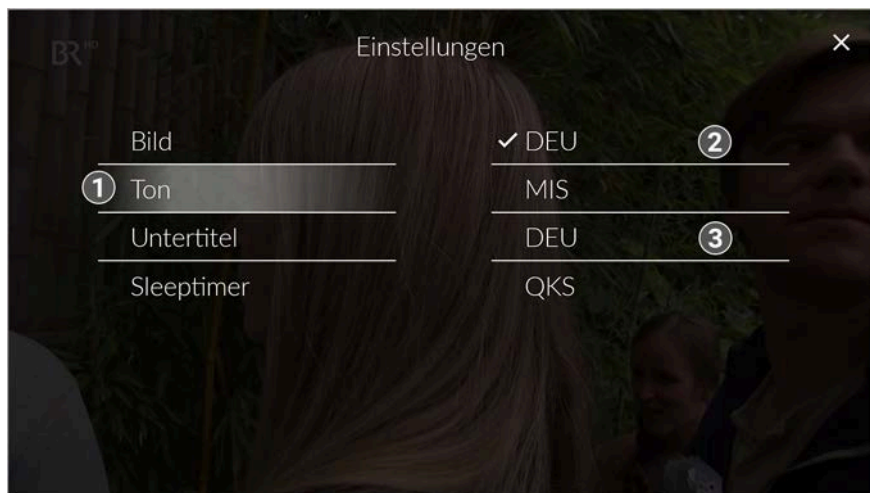 BR HD
Einstellungen
Bild
1 Ton
Untertitel
Sleeptimer
✓ DEU 2
MIS
DEU 3
QKS